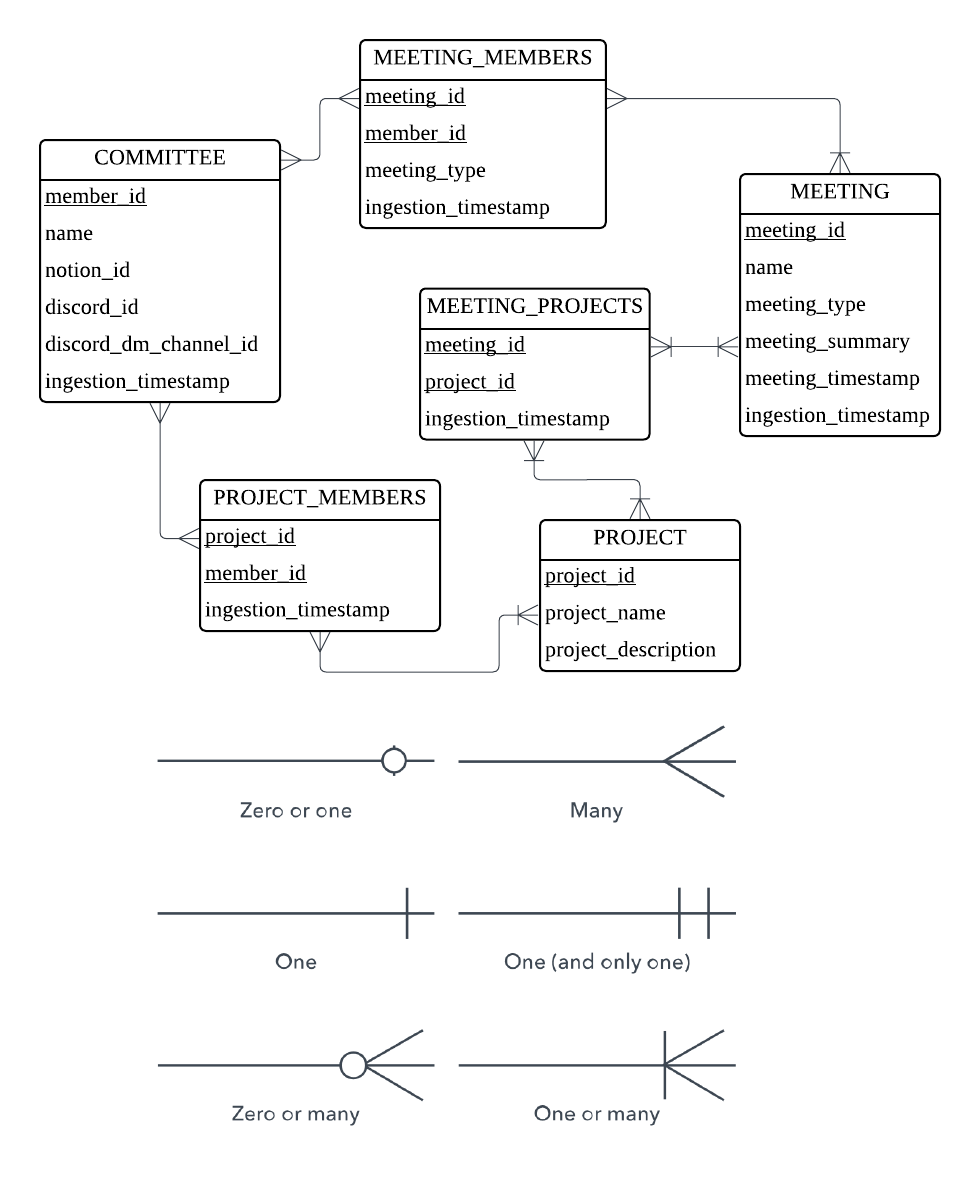 MEETING_MEMBERS
meeting_id
member_id
meeting_type
ingestion_timestamp
COMMITTEE
member_id
name
notion_id
discord_id
discord_dm_channel_id
ingestion_timestamp
MEETING
meeting_id
name
meeting_type
meeting_summary
meeting_timestamp
ingestion_timestamp
MEETING_PROJECTS
meeting_id
project_id
ingestion_timestamp
PROJECT_MEMBERS
project_id
member_id
ingestion_timestamp
PROJECT
project_id
project_name
project_description
Zero or one
Many
One
One (and only one)
Zero or many
One or many